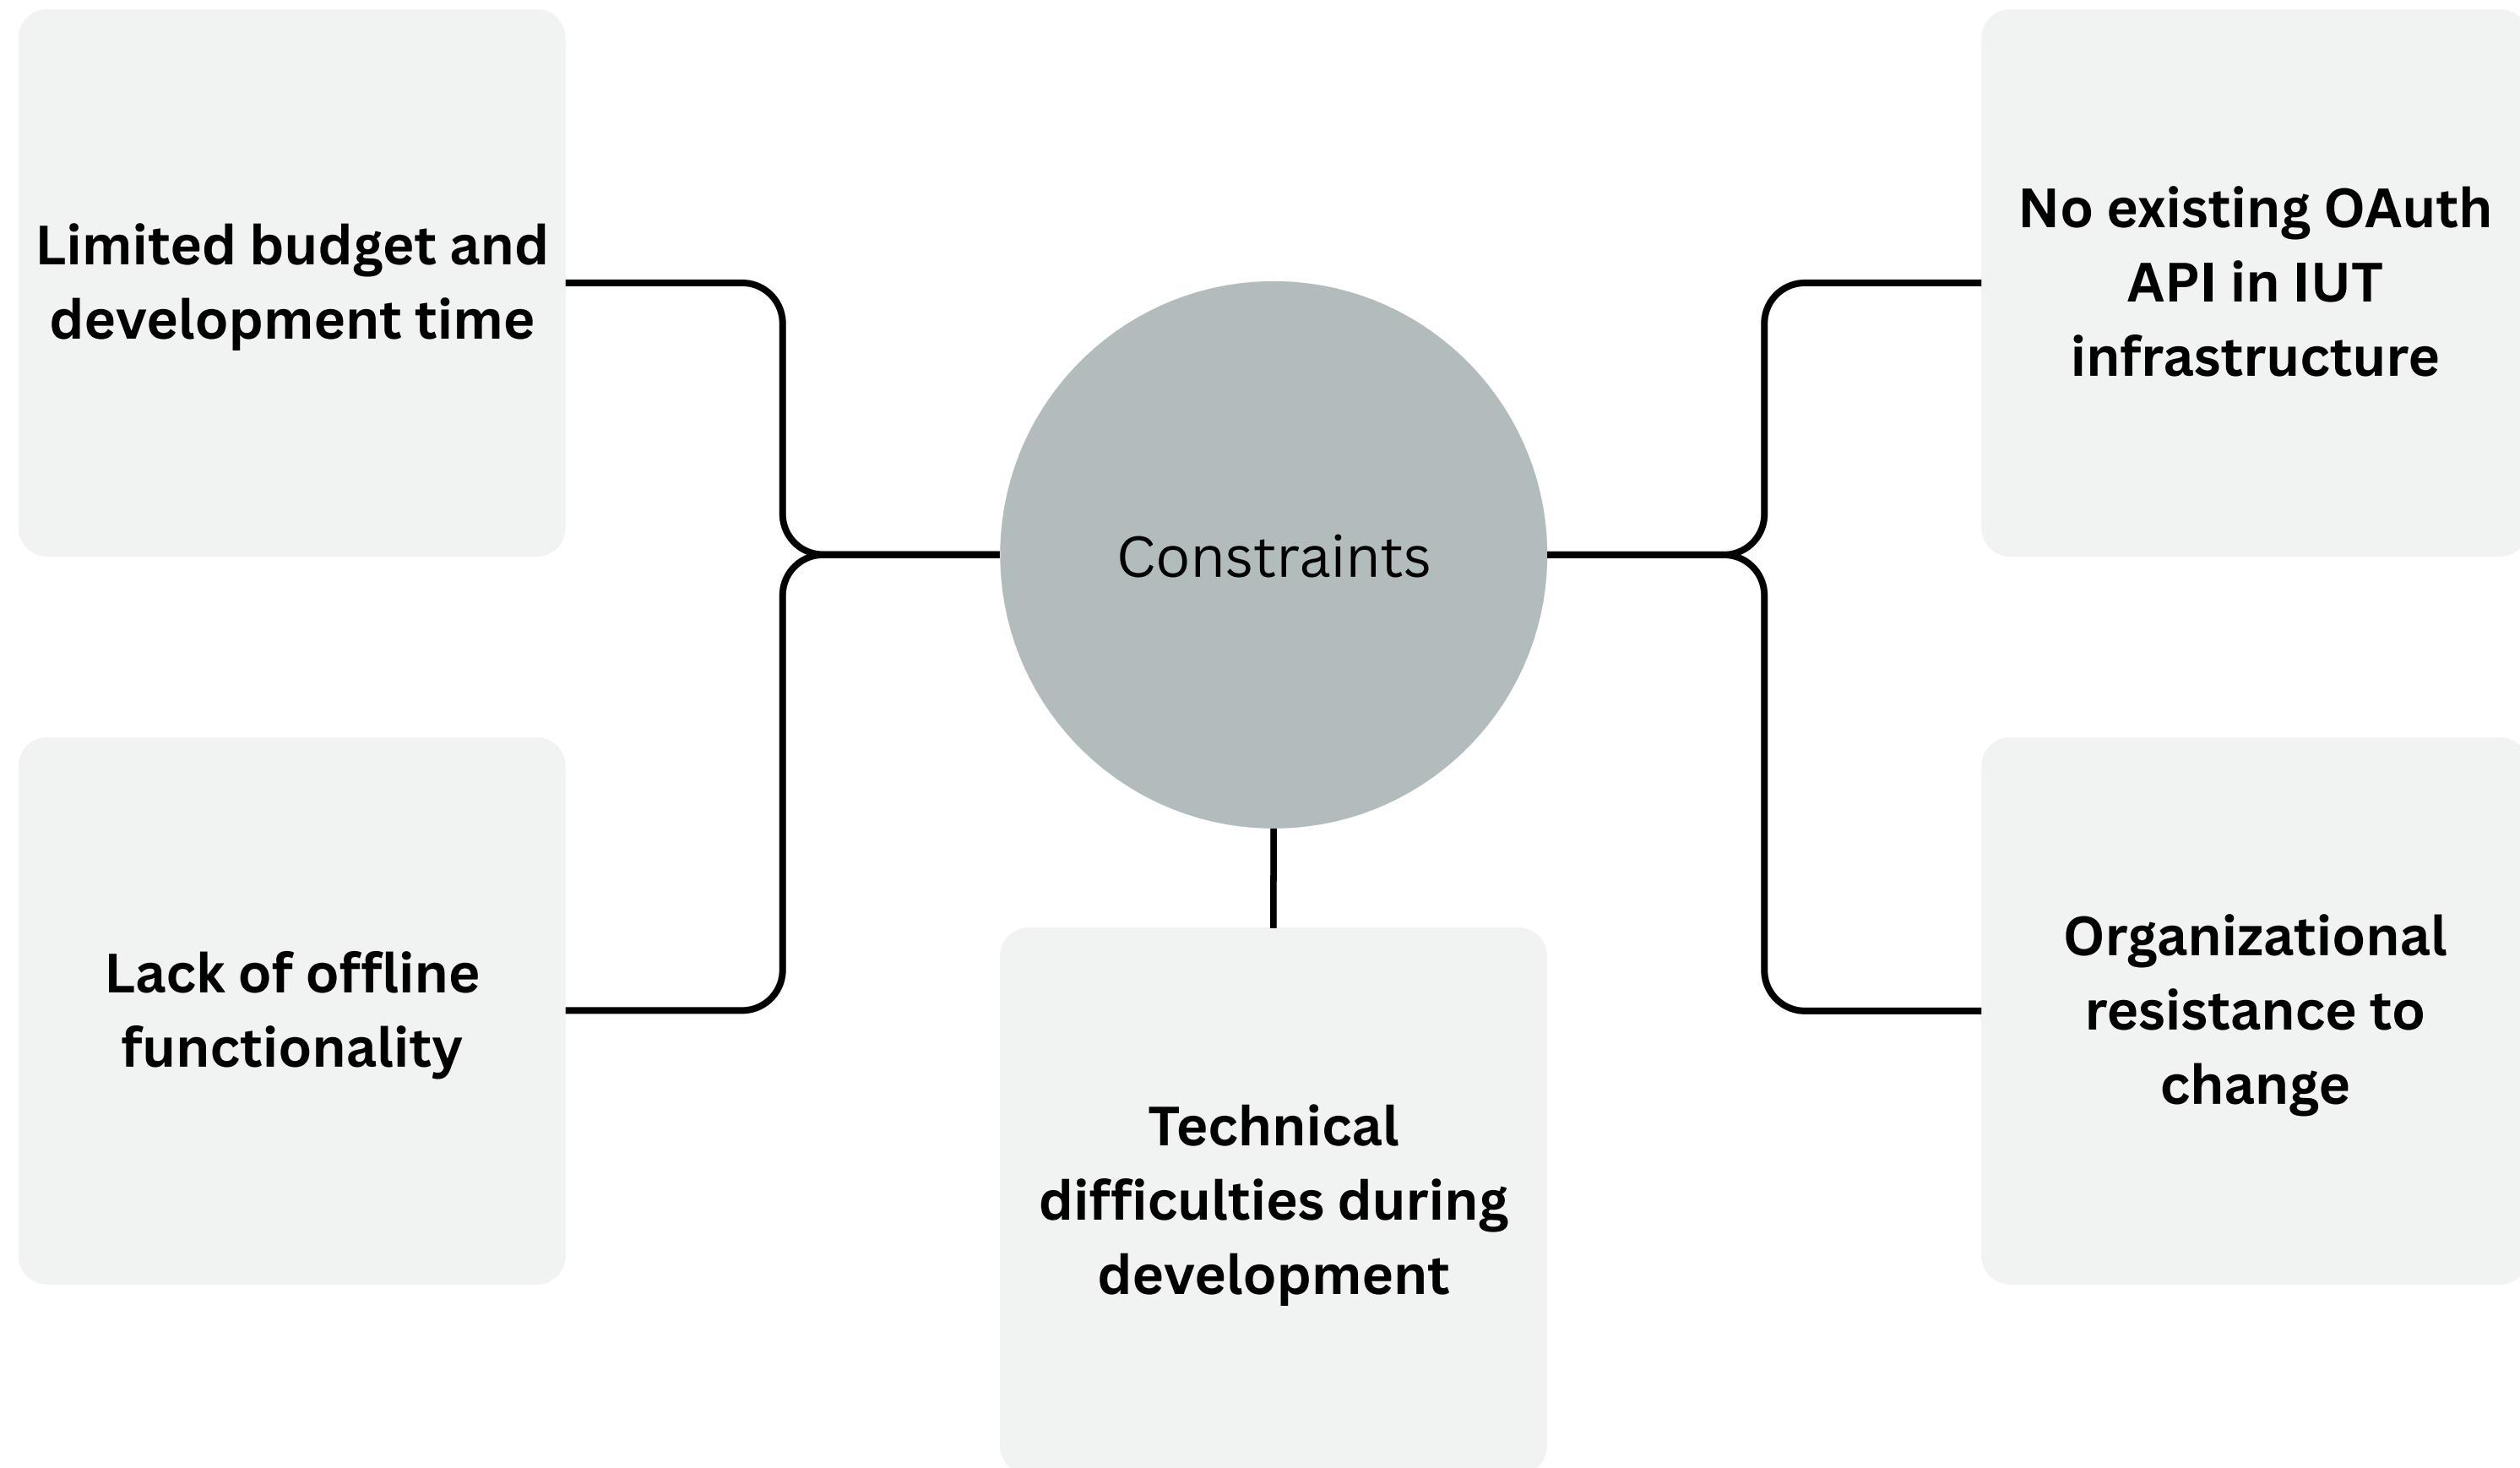 Limited budget and
development time
No existing OAuth
API in IUT
infrastructure
Constraints
Lack of offline
functionality
Technical
difficulties during
development
Organizational
resistance to
change